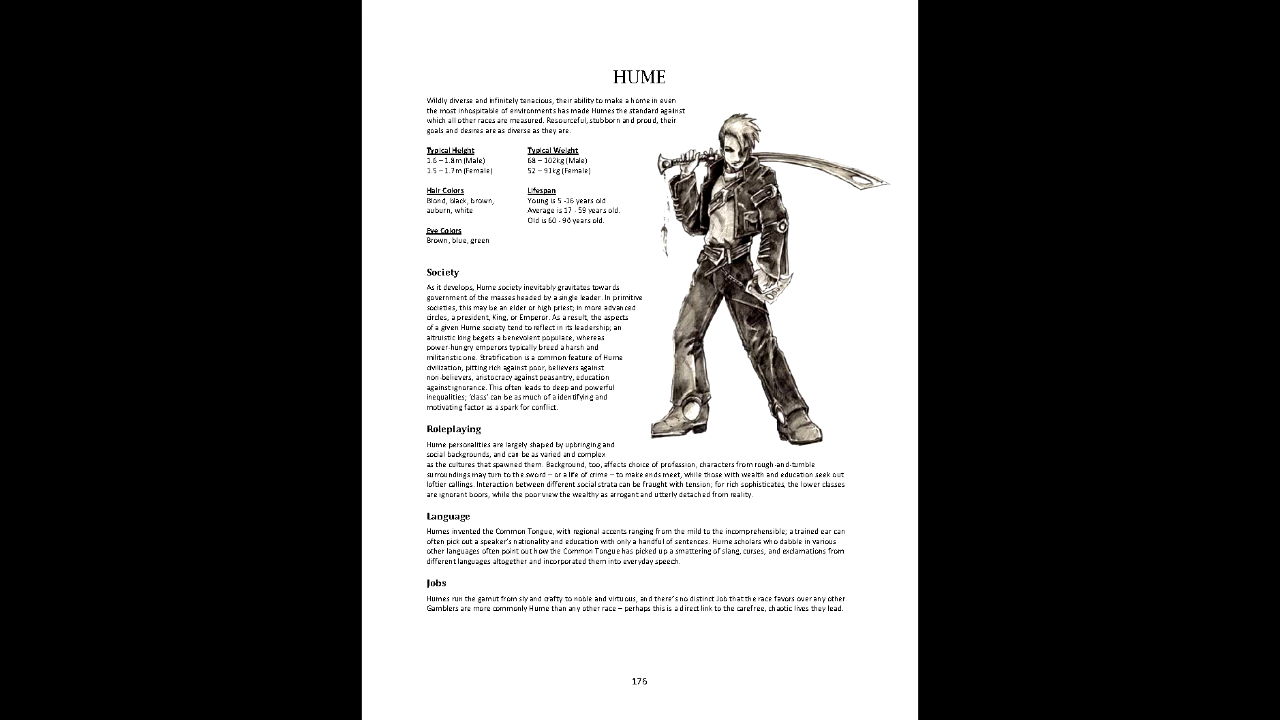 HUME
Wildly diverse and infinitely tenacious, their ability to make a home in even
the most inhospitable of environments has made Humes the standard against
which all other races are measured. Resourceful, stubborn and proud, their
goals and desires are as diverse as they are.
Typical Height
1.6 – 1.8m (Male)
1.5 – 1.7m (Female)
Typical Weight
68 – 102kg (Male)
52 – 91kg (Female)
Hair Colors
Blond, black, brown,
auburn, white
Lifespan
Young is 5 -16 years old
Average is 17 - 59 years old.
Old is 60 - 90 years old.
Eye Colors
Brown, blue, green
Society
As it develops, Hume society inevitably gravitates towards
government of the masses headed by a single leader. In primitive
societies, this may be an elder or high priest; in more advanced
circles, a president, King, or Emperor. As a result, the aspects
of a given Hume society tend to reflect in its leadership; an
altruistic king begets a benevolent populace, whereas
power-hungry emperors typically breed a harsh and
militaristic one. Stratification is a common feature of Hume
civilization, pitting rich against poor, believers against
non-believers, aristocracy against peasantry, education
against ignorance. This often leads to deep and powerful
inequalities; 'class' can be as much of a identifying and
motivating factor as a spark for conflict.
Roleplaying
Hume personalities are largely shaped by upbringing and
social backgrounds, and can be as varied and complex
as the cultures that spawned them. Background, too, affects choice of profession; characters from rough-and-tumble
surroundings may turn to the sword – or a life of crime – to make ends meet, while those with wealth and education seek out
loftier callings. Interaction between different social strata can be fraught with tension; for rich sophisticates, the lower classes
are ignorant boors, while the poor view the wealthy as arrogant and utterly detached from reality.
Language
Humes invented the Common Tongue, with regional accents ranging from the mild to the incomprehensible; a trained ear can
often pick out a speaker's nationality and education with only a handful of sentences. Hume scholars who dabble in various
other languages often point out how the Common Tongue has picked up a smattering of slang, curses, and exclamations from
different languages altogether and incorporated them into everyday speech.
Jobs
Humes run the gamut from sly and crafty to noble and virtuous, and there's no distinct Job that the race favors over any other.
Gamblers are more commonly Hume than any other race – perhaps this is a direct link to the carefree, chaotic lives they lead.
176